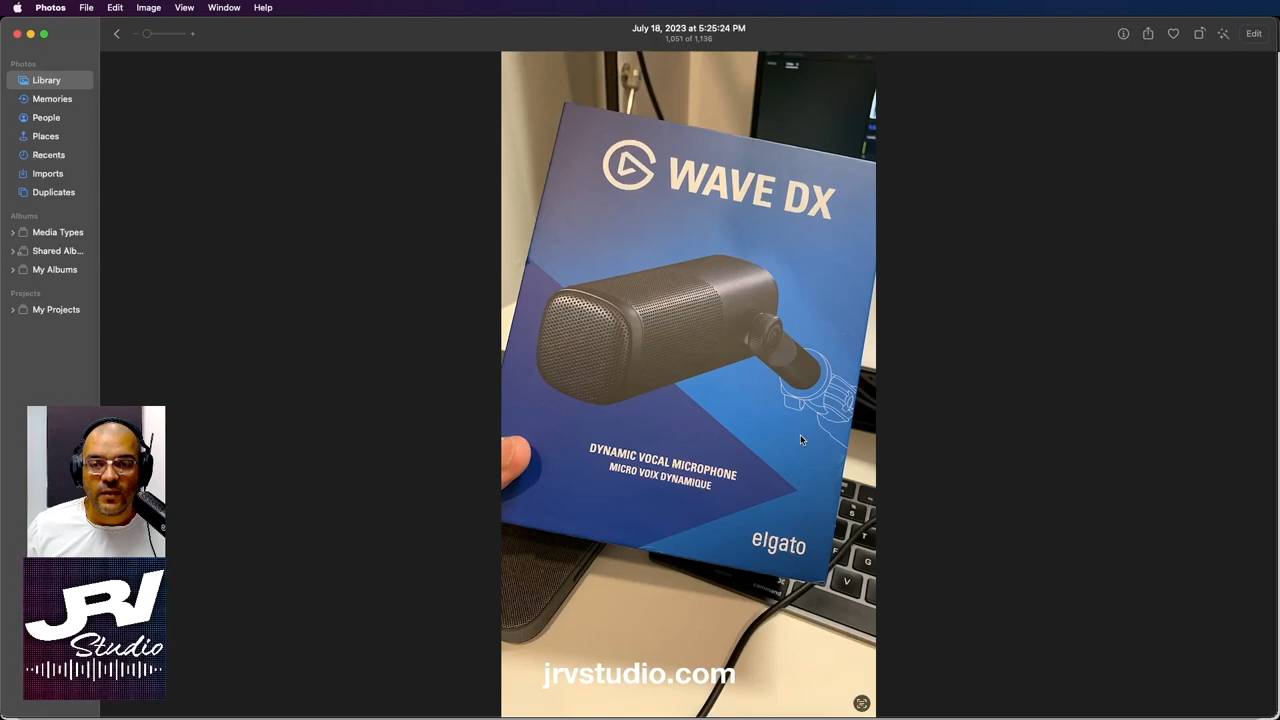 Photos File Edit Image View Window Help
July 18, 2023 at 5:25:24 PM
1,051 of 1,136
Edit
Photos
Library
Memories
People
Places
Recents
Imports
Duplicates
Albums
Media Types
Shared Alb...
My Albums
Projects
My Projects
WAVE DX
DYNAMIC VOCAL MICROPHONE
MICRO VOIX DYNAMIQUE
elgato
command
V
G
T
5
JRV
Studio
jrvstudio.com